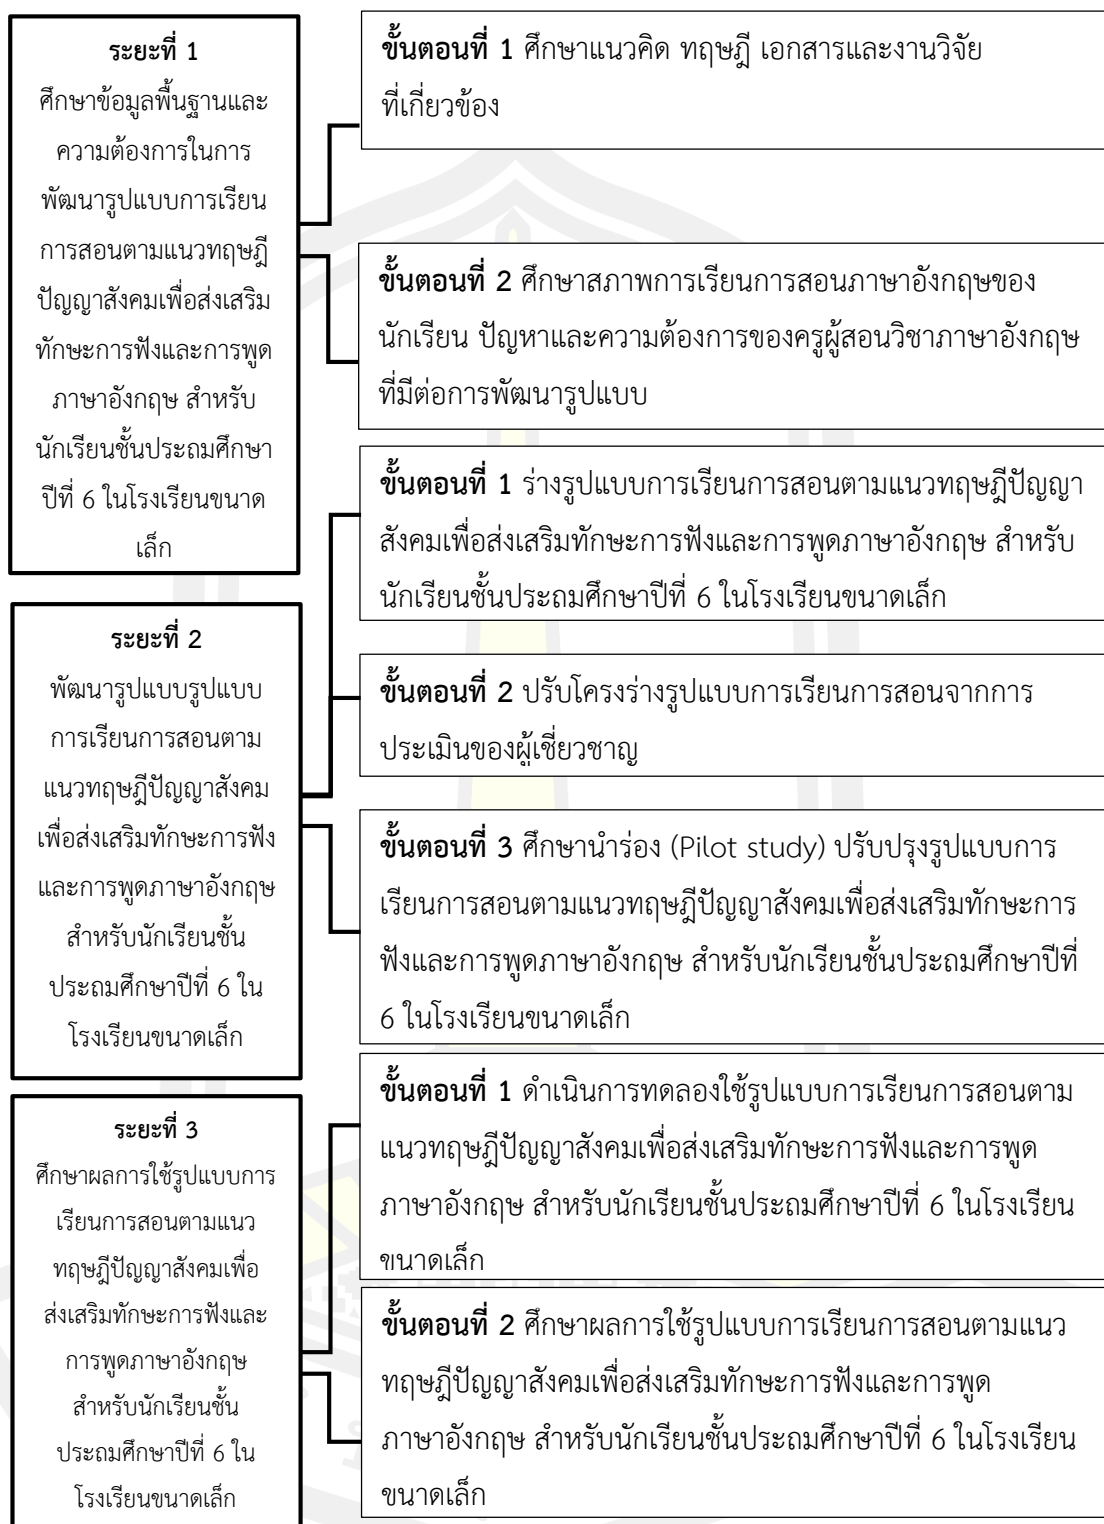 ระยะที่ 1
ศึกษาข้อมูลพื้นฐานและ
ความต้องการในการ
พัฒนารูปแบบการเรียน
การสอนตามแนวทฤษฎี
ปัญญาสังคมเพื่อส่งเสริม
ทักษะการฟังและการพูด
ภาษาอังกฤษ สำหรับ
นักเรียนชั้นประถมศึกษา
ปีที่ 6 ในโรงเรียนขนาด
เล็ก
ขั้นตอนที่ 1 ศึกษาแนวคิด ทฤษฎี เอกสารและงานวิจัย
ที่เกี่ยวข้อง
ขั้นตอนที่ 2 ศึกษาสภาพการเรียนการสอนภาษาอังกฤษของ
นักเรียน ปัญหาและความต้องการของครูผู้สอนวิชาภาษาอังกฤษ
ที่มีต่อการพัฒนารูปแบบ
ระยะที่ 2
พัฒนารูปแบบรูปแบบ
การเรียนการสอนตาม
แนวทฤษฎีปัญญาสังคม
เพื่อส่งเสริมทักษะการฟัง
และการพูดภาษาอังกฤษ
สำหรับนักเรียนชั้น
ประถมศึกษาปีที่ 6 ใน
โรงเรียนขนาดเล็ก
ขั้นตอนที่ 1 ร่างรูปแบบการเรียนการสอนตามแนวทฤษฎีปัญญา
สังคมเพื่อส่งเสริมทักษะการฟังและการพูดภาษาอังกฤษ สำหรับ
นักเรียนชั้นประถมศึกษาปีที่ 6 ในโรงเรียนขนาดเล็ก
ขั้นตอนที่ 2 ปรับโครงร่างรูปแบบการเรียนการสอนจากการ
ประเมินของผู้เชี่ยวชาญ
ขั้นตอนที่ 3 ศึกษานำร่อง (Pilot study) ปรับปรุงรูปแบบการ
เรียนการสอนตามแนวทฤษฎีปัญญาสังคมเพื่อส่งเสริมทักษะการ
ฟังและการพูดภาษาอังกฤษ สำหรับนักเรียนชั้นประถมศึกษาปีที่
6 ในโรงเรียนขนาดเล็ก
ระยะที่ 3
ศึกษาผลการใช้รูปแบบการ
เรียนการสอนตามแนว
ทฤษฎีปัญญาสังคมเพื่อ
ส่งเสริมทักษะการฟังและ
การพูดภาษาอังกฤษ
สำหรับนักเรียนชั้น
ประถมศึกษาปีที่ 6 ใน
โรงเรียนขนาดเล็ก
ขั้นตอนที่ 1 ดำเนินการทดลองใช้รูปแบบการเรียนการสอนตาม
แนวทฤษฎีปัญญาสังคมเพื่อส่งเสริมทักษะการฟังและการพูด
ภาษาอังกฤษ สำหรับนักเรียนชั้นประถมศึกษาปีที่ 6 ในโรงเรียน
ขนาดเล็ก
ขั้นตอนที่ 2 ศึกษาผลการใช้รูปแบบการเรียนการสอนตามแนว
ทฤษฎีปัญญาสังคมเพื่อส่งเสริมทักษะการฟังและการพูด
ภาษาอังกฤษ สำหรับนักเรียนชั้นประถมศึกษาปีที่ 6 ในโรงเรียน
ขนาดเล็ก